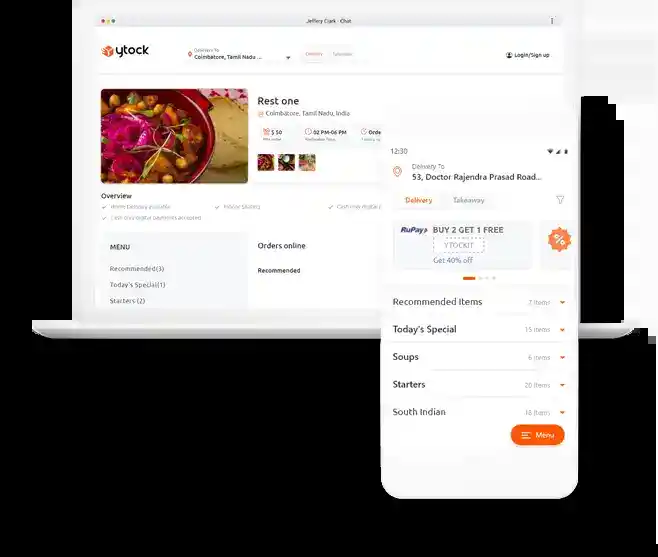 Jeffery Clark - Chat
ytock
Delivery To
Coimbatore, Tamil Nadu ...
Delivery
Takeaway
Login/Sign up
Rest one
Coimbatore, Tamil Nadu, India
$ 50
02 PM-06 PM
Orde
Overview
Home Delivery available
Indoor Seating
Cash and digital
Cash and digital payments accepted
MENU
Recommended(3)
Today's Special(1)
Starters (2)
Orders online
Recommended
12:30
Delivery To
53, Doctor Rajendra Prasad Road...
Delivery
Takeaway
RuPay
BUY 2 GET 1 FREE
YTOCKIT
Get 40% off
%
Recommended Items
7 Items
Today's Special
15 Items
Soups
6 Items
Starters
20 Items
South Indian
18 Items
Menu